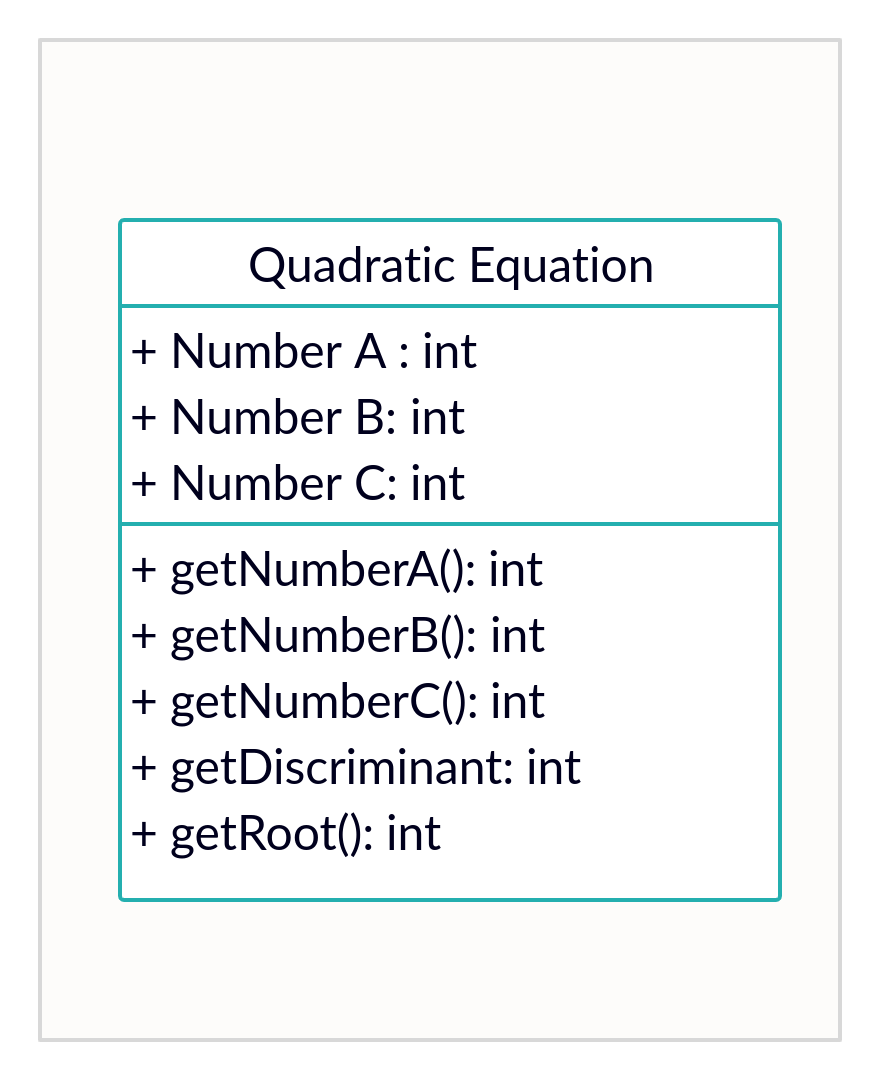 Quadratic Equation
+ Number A : int
+ Number B: int
+ Number C: int
+ getNumberA(): int
+ getNumberB(): int
+ getNumberC(): int
+ getDiscriminant: int
+ getRoot(): int